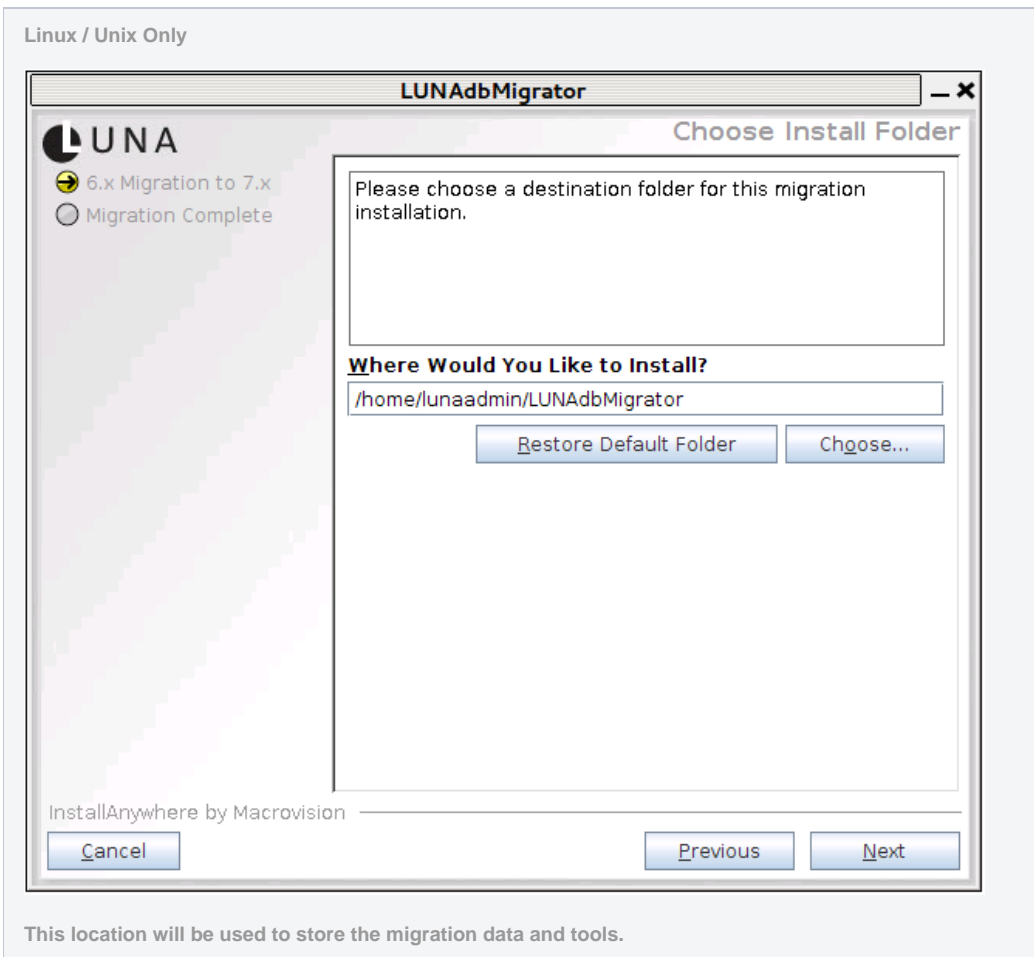 Linux / Unix Only
LUNAdbMigrator
LUNA
Choose Install Folder
6.x Migration to 7.x
Migration Complete
Please choose a destination folder for this migration
installation.
Where Would You Like to Install?
/home/lunaadmin/LUNAdbMigrator
Restore Default Folder
Choose...
InstallAnywhere by Macrovision
Cancel
Previous
Next
This location will be used to store the migration data and tools.